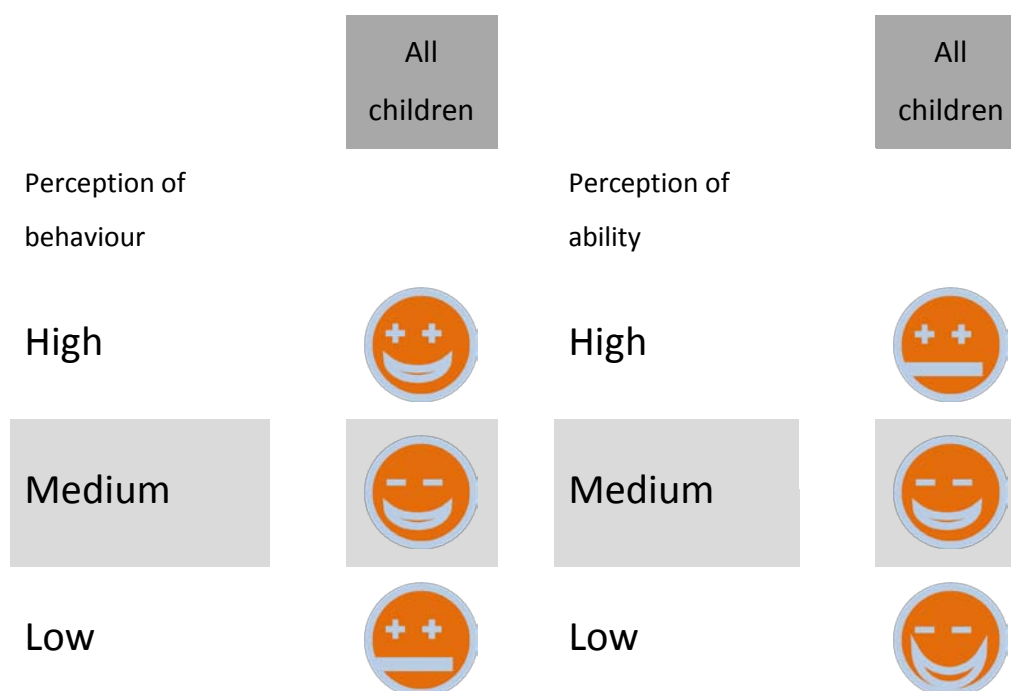 All
children
Perception of
behaviour
High
Medium
Low
All
children
Perception of
ability
High
Medium
Low